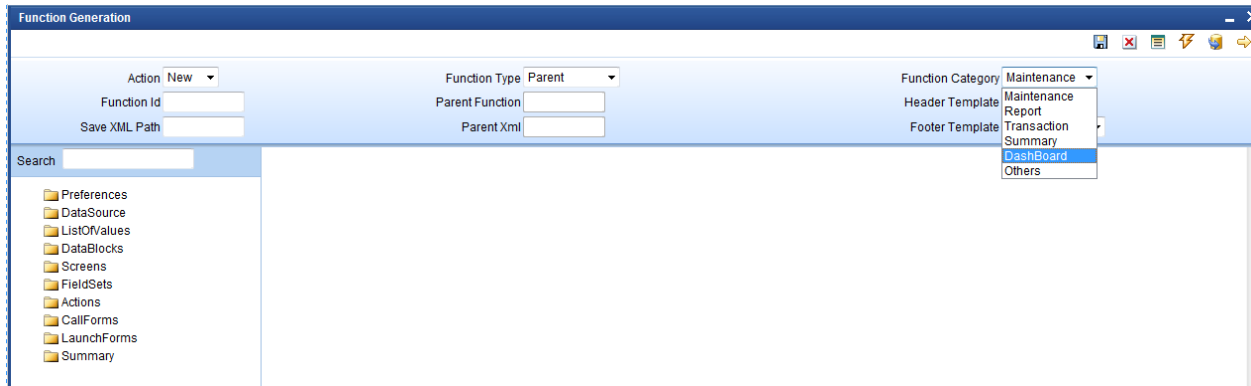 Function Generation
Action New Function Type Parent Function Category Maintenance
Function Id Parent Function Header Template
Save XML Path Parent Xml Footer Template
Maintenance
Report
Transaction
Summary
DashBoard
Others
Search
Preferences
DataSource
ListOfValues
DataBlocks
Screens
FieldSets
Actions
CallForms
LaunchForms
Summary